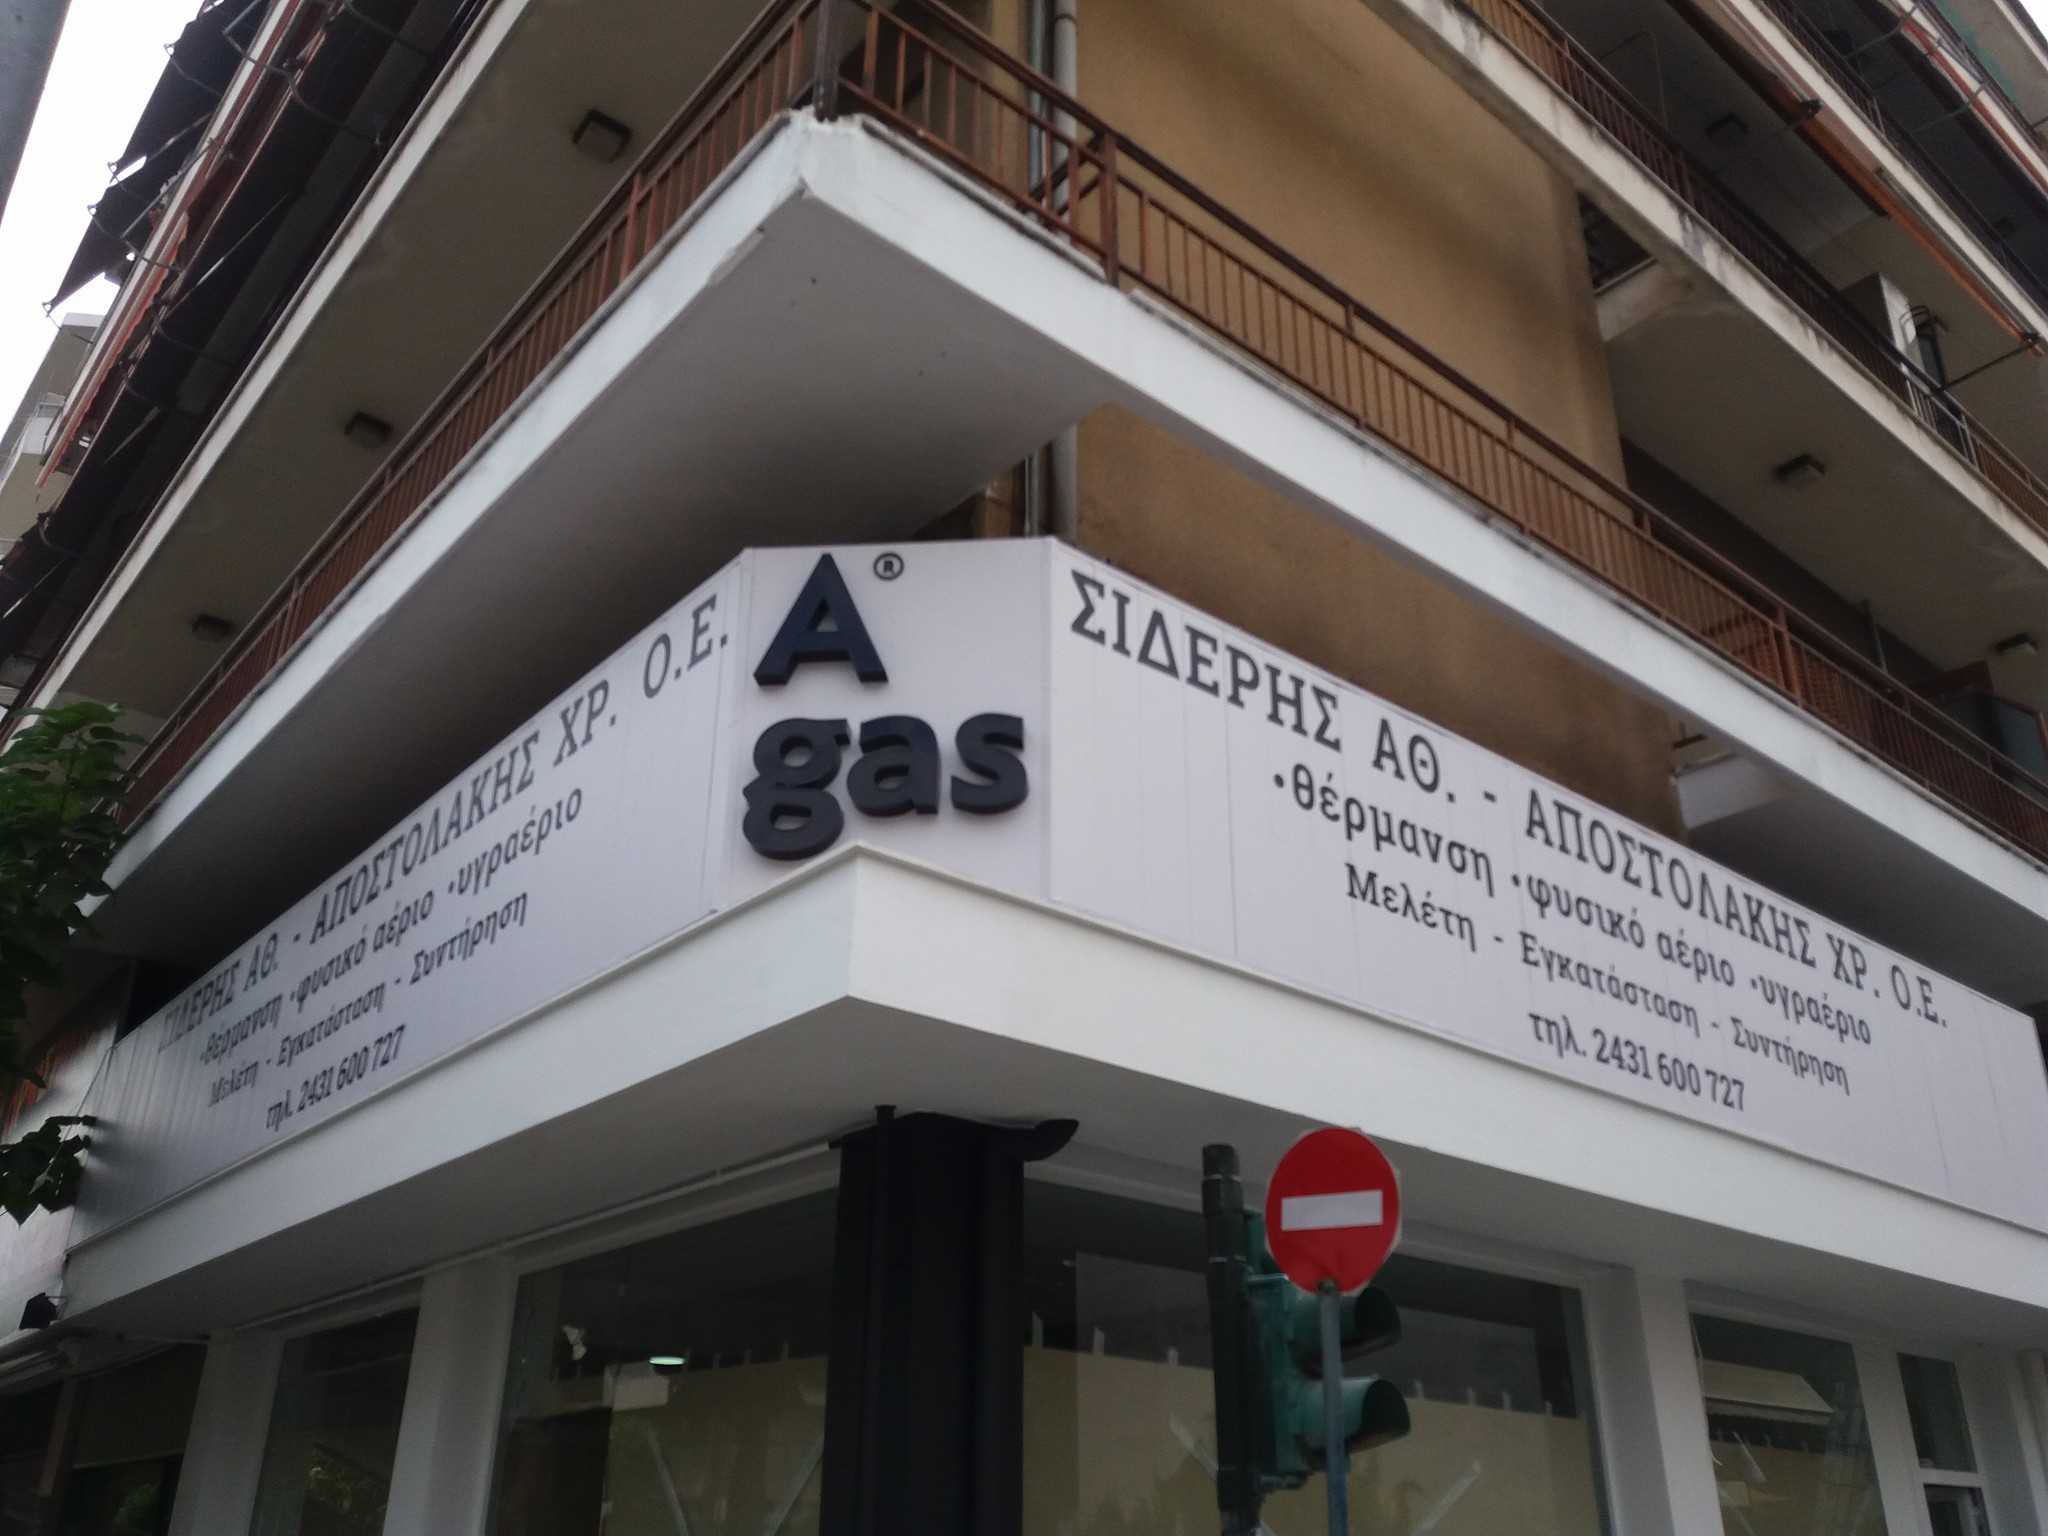 ΣΙΔΕΡΗΣ ΑΘ. - ΑΠΟΣΤΟΛΑΚΗΣ ΧΡ. Ο.Ε.
•θέρμανση •φυσικό αέριο •υγραέριο
Μελέτη - Εγκατάσταση - Συντήρηση
τηλ. 2431 600 727
A®
gas
ΣΙΔΕΡΗΣ ΑΘ. - ΑΠΟΣΤΟΛΑΚΗΣ ΧΡ. Ο.Ε.
•θέρμανση •φυσικό αέριο •υγραέριο
Μελέτη - Εγκατάσταση - Συντήρηση
τηλ. 2431 600 727